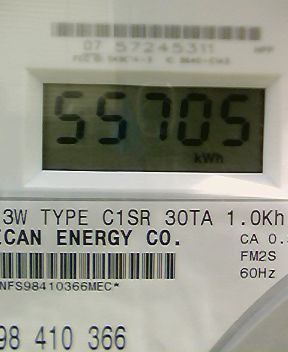 07 57245311
55705
kWh
3W TYPE C1SR 30TA 1.0Kh
ICAN ENERGY CO.
CA 0.
FM2S
60Hz
NFS98410366MEC*
98 410 366